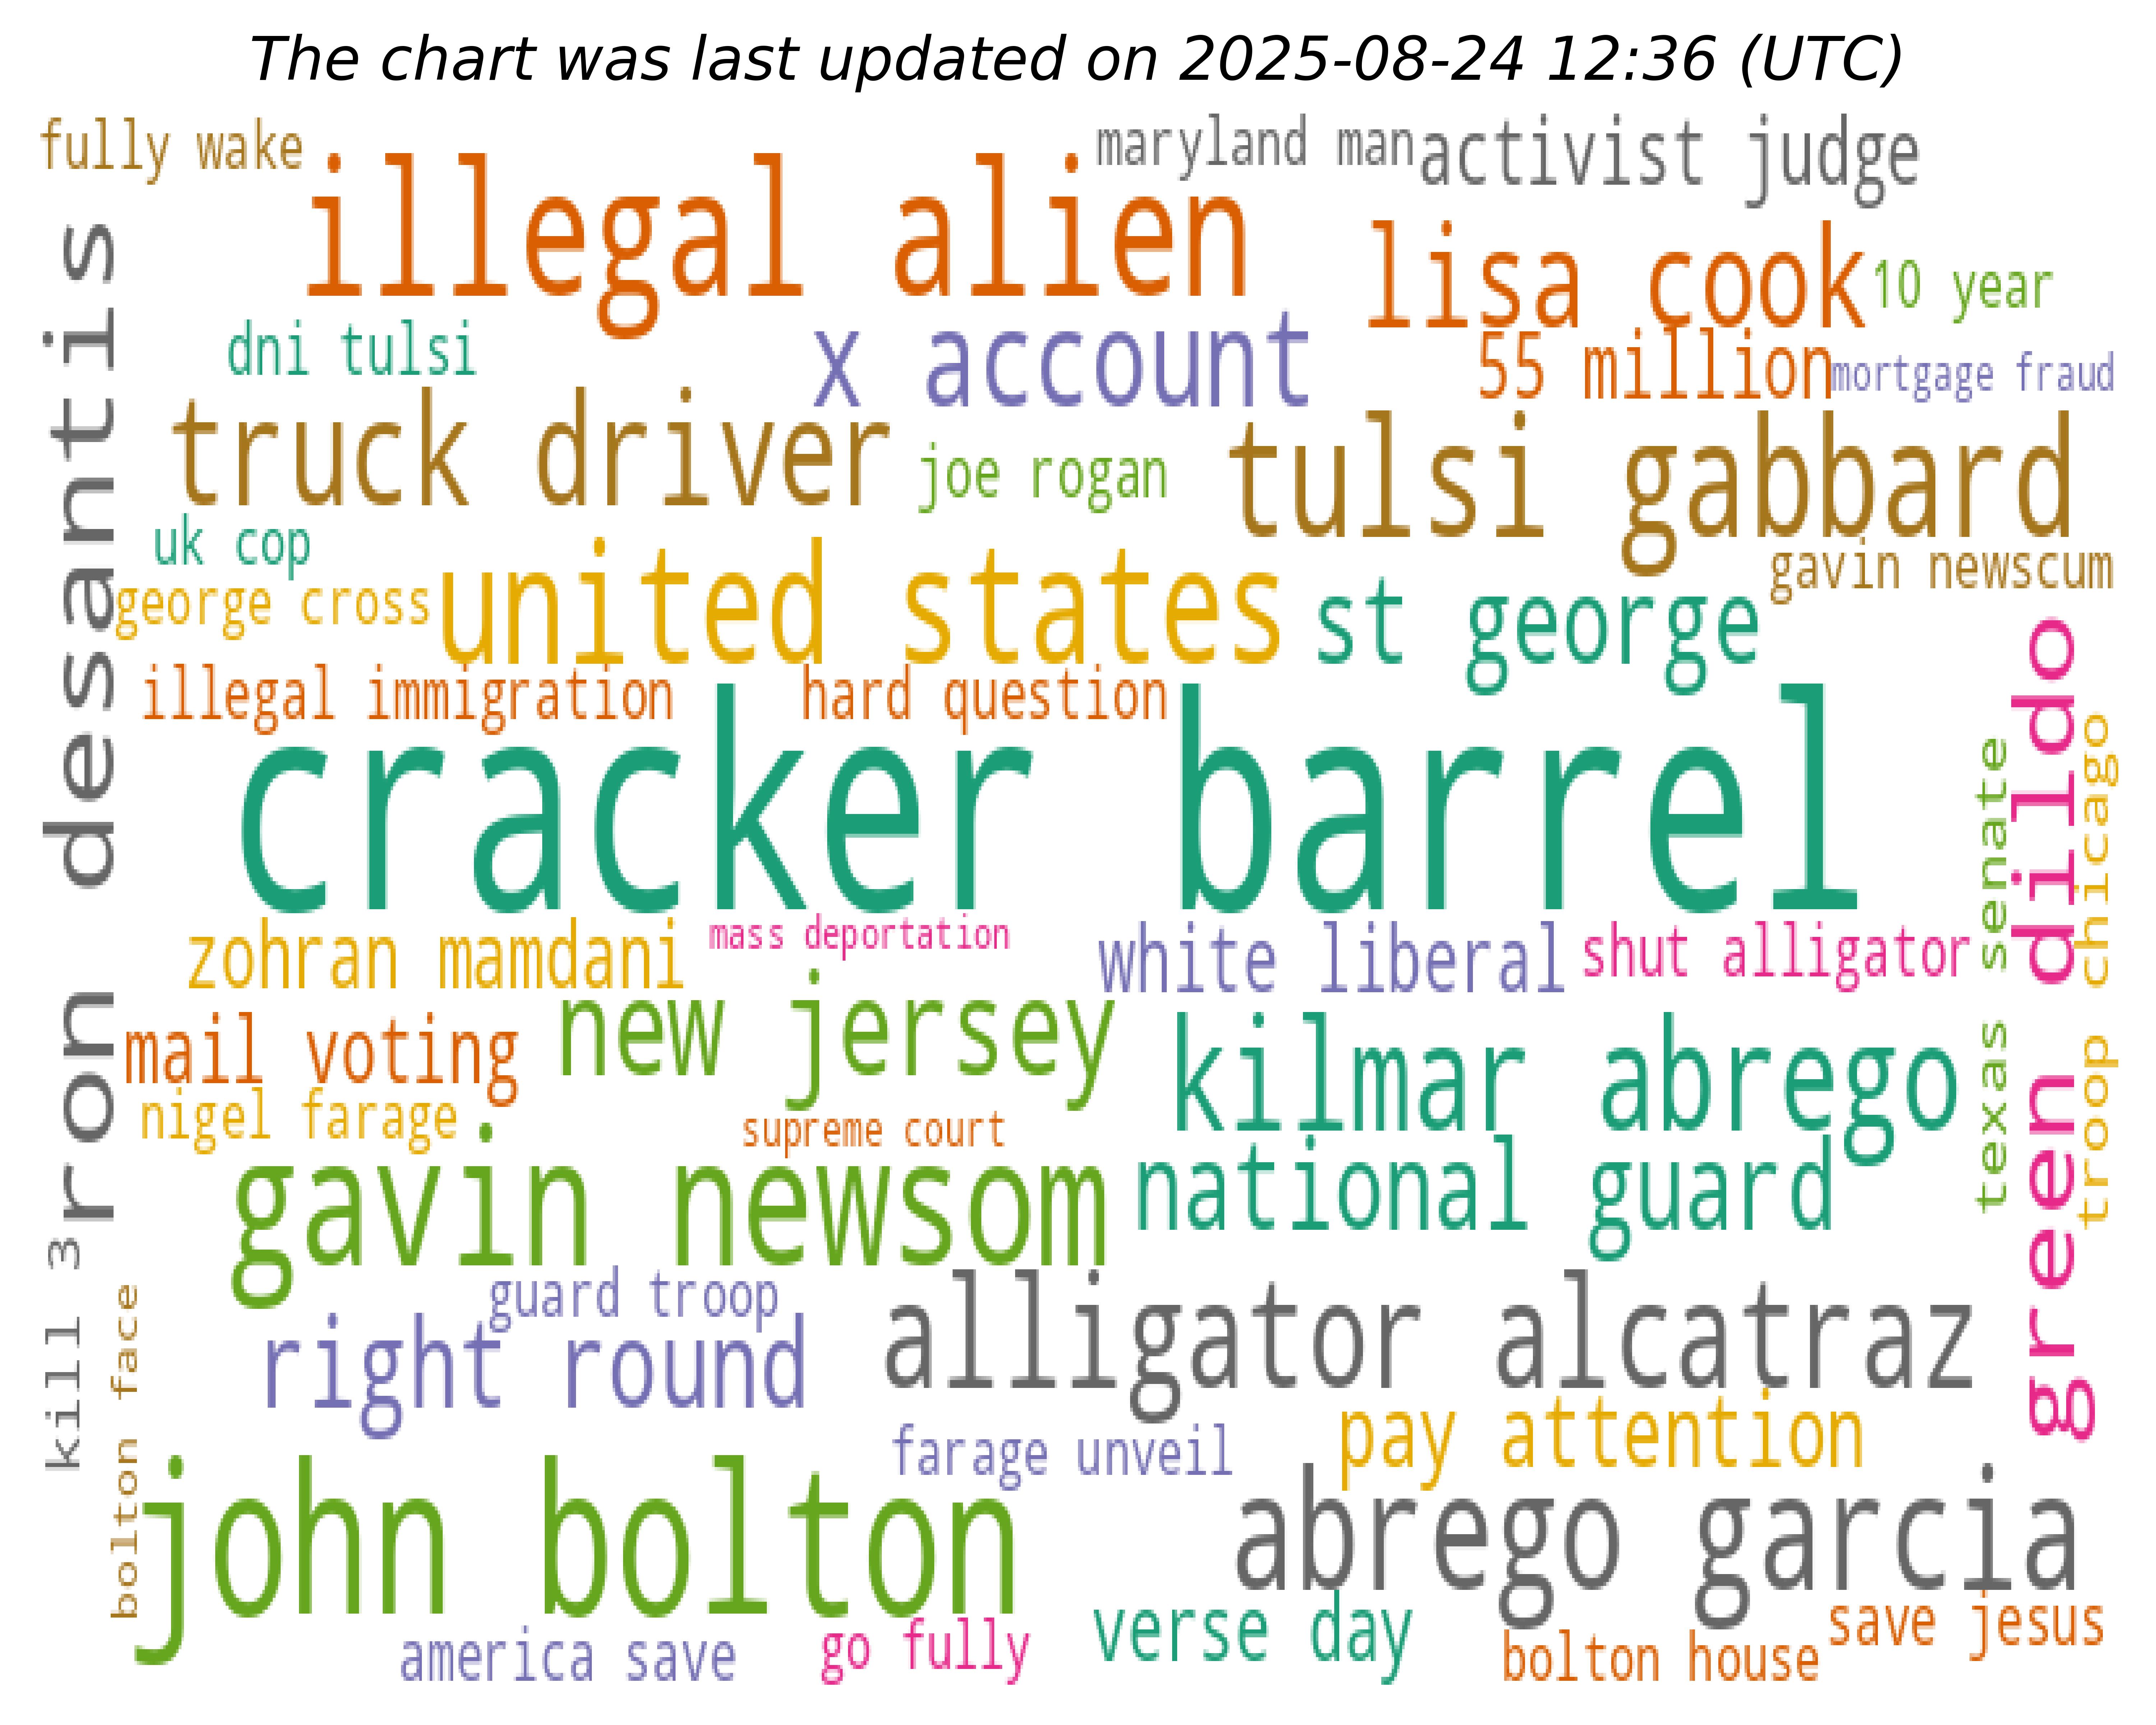 The chart was last updated on 2025-08-24 12:36 (UTC)
fully wake
maryland man
activist judge
illegal alien
lisa cook
10 year
dni tulsi
x account
55 million
mortgage fraud
truck driver
joe rogan
tulsi gabbard
uk cop
gavin newscum
george cross
united states
st george
illegal immigration
hard question
cracker barrel
zohran mamdani
mass deportation
white liberal
shut alligator
new jersey
mail voting
kilmar abrego
nigel farage
supreme court
gavin newsom
national guard
guard troop
right round
alligator alcatraz
farage unveil
pay attention
john bolton
abrego garcia
america save
go fully
verse day
bolton house
save jesus
ron desantis
kill 3
bolton face
texas senate
green dildo
troop chicago